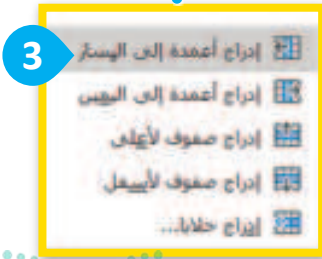 3
إدراج أعمدة إلى اليسار
إدراج أعمدة إلى اليمين
إدراج صفوف لأعلى
إدراج صفوف لأسفل
إدراج خلايا...